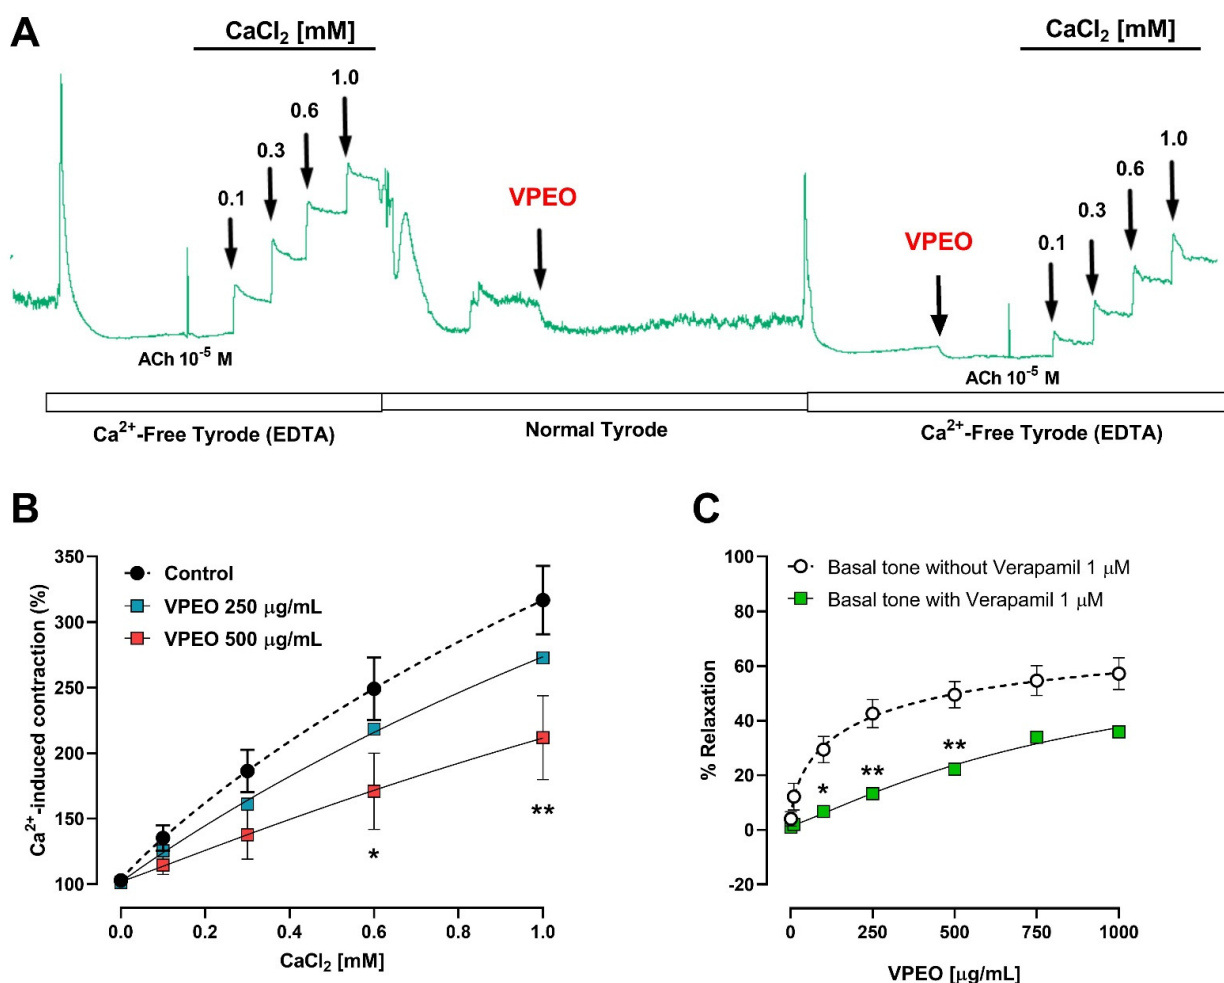 A
CaCl₂ [mM]
CaCl₂ [mM]
1.0
0.6
0.3
0.1
VPEO
1.0
0.6
0.3
0.1
VPEO
ACh 10⁻⁵ M
ACh 10⁻⁵ M
Ca²⁺-Free Tyrode (EDTA)
Normal Tyrode
Ca²⁺-Free Tyrode (EDTA)
B
Ca²⁺-induced contraction (%)
350
300
250
200
150
100
Control
VPEO 250 μg/mL
VPEO 500 μg/mL
*
**
0.0 0.2 0.4 0.6 0.8 1.0
CaCl₂ [mM]
C
% Relaxation
100
80
60
40
20
0
-20
Basal tone without Verapamil 1 μM
Basal tone with Verapamil 1 μM
*
**
**
0 250 500 750 1000
VPEO [μg/mL]